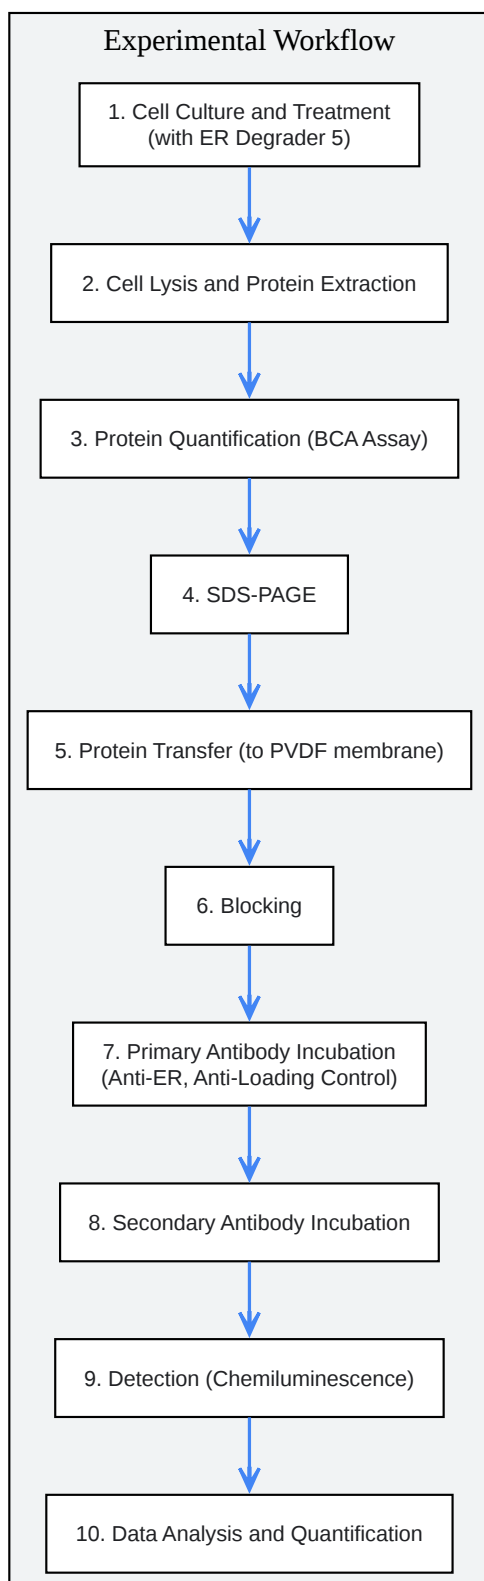 Experimental Workflow
1. Cell Culture and Treatment
(with ER Degrader 5)
2. Cell Lysis and Protein Extraction
3. Protein Quantification (BCA Assay)
4. SDS-PAGE
5. Protein Transfer (to PVDF membrane)
6. Blocking
7. Primary Antibody Incubation
(Anti-ER, Anti-Loading Control)
8. Secondary Antibody Incubation
9. Detection (Chemiluminescence)
10. Data Analysis and Quantification